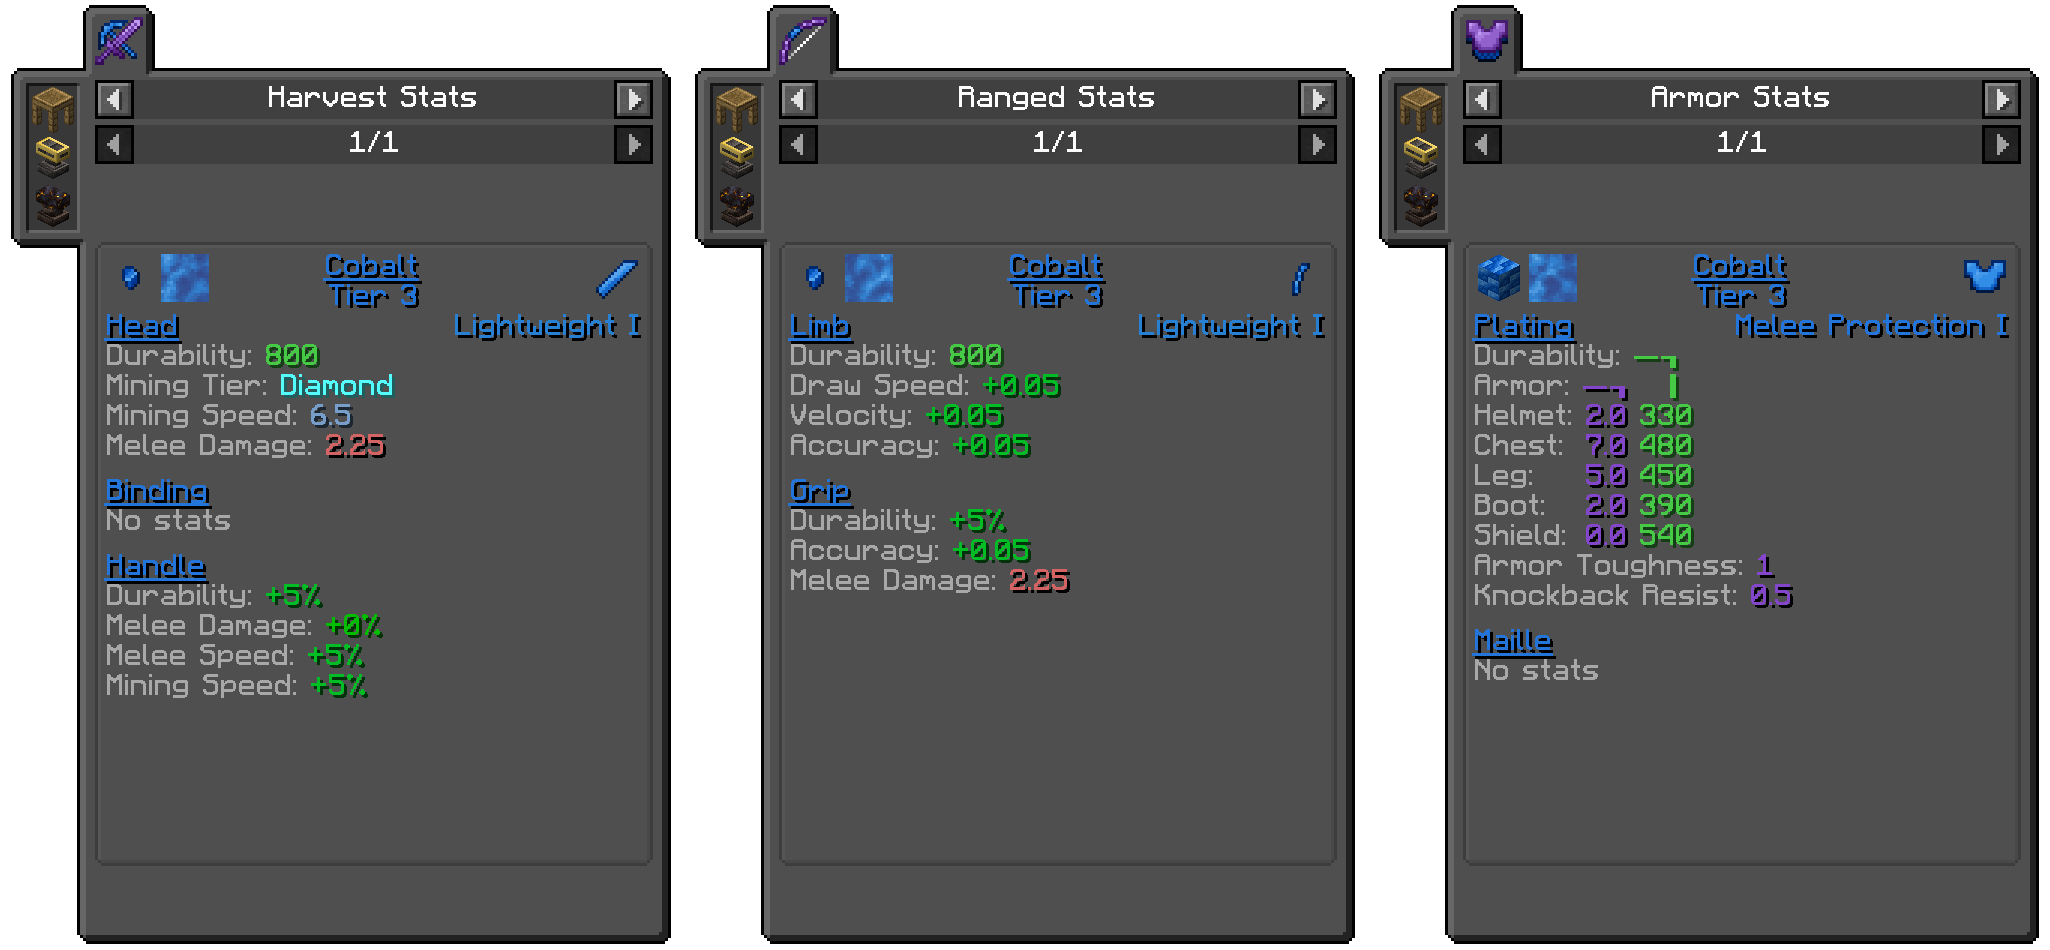 Harvest Stats
1/1
Cobalt
Tier 3
Head Lightweight I
Durability: 800
Mining Tier: Diamond
Mining Speed: 6.5
Melee Damage: 2.25
Binding
No stats
Handle
Durability: +5%
Melee Damage: +0%
Melee Speed: +5%
Mining Speed: +5%
Ranged Stats
1/1
Cobalt
Tier 3
Limb Lightweight I
Durability: 800
Draw Speed: +0.05
Velocity: +0.05
Accuracy: +0.05
Grip
Durability: +5%
Accuracy: +0.05
Melee Damage: 2.25
Armor Stats
1/1
Cobalt
Tier 3
Plating Melee Protection I
Durability:
Armor:
Helmet: 2.0 330
Chest: 7.0 480
Leg: 5.0 450
Boot: 2.0 390
Shield: 0.0 540
Armor Toughness: 1
Knockback Resist: 0.5
Maille
No stats